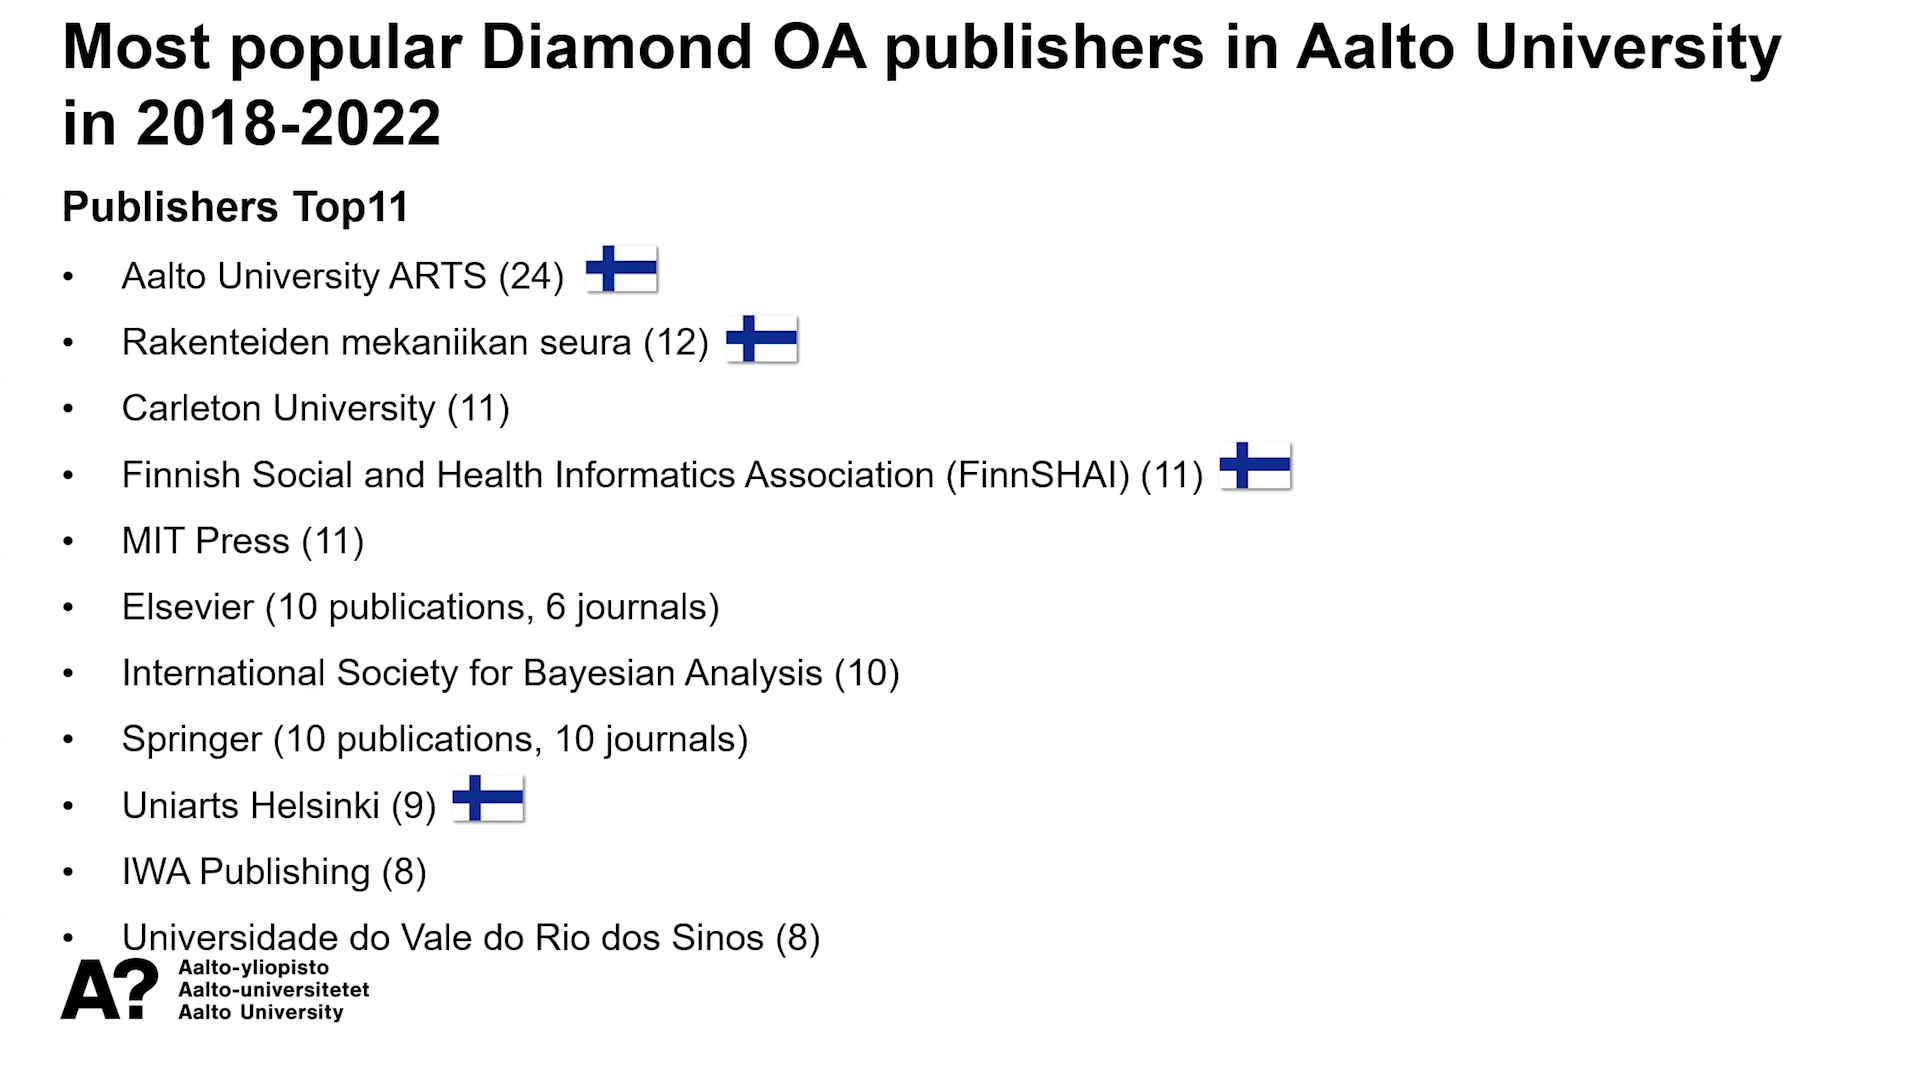 Most popular Diamond OA publishers in Aalto University
in 2018-2022
Publishers Top11
• Aalto University ARTS (24)
• Rakenteiden mekaniikan seura (12)
• Carleton University (11)
• Finnish Social and Health Informatics Association (FinnSHAI) (11)
• MIT Press (11)
• Elsevier (10 publications, 6 journals)
• International Society for Bayesian Analysis (10)
• Springer (10 publications, 10 journals)
• Uniarts Helsinki (9)
• IWA Publishing (8)
• Universidade do Vale do Rio dos Sinos (8)
A?
Aalto-yliopisto
Aalto-universitetet
Aalto University